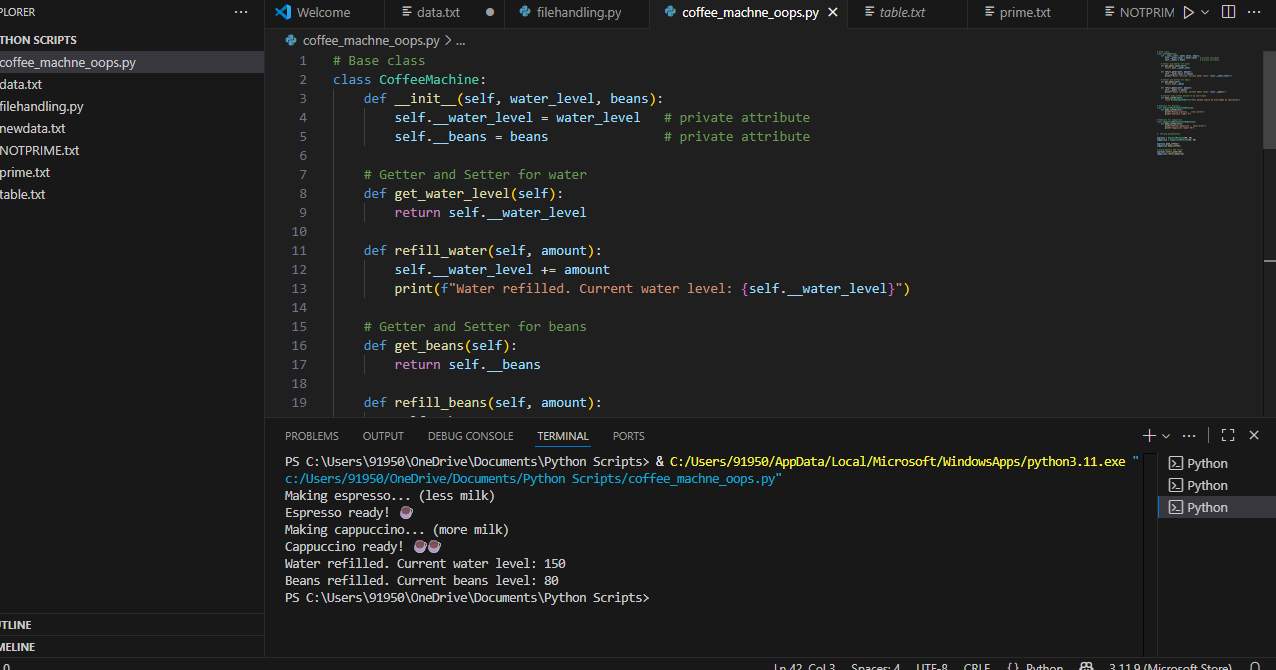 PLORER
···
Welcome
data.txt
filehandling.py
coffee_machne_oops.py
table.txt
prime.txt
NOTPRIM
···
THON SCRIPTS
coffee_machne_oops.py
data.txt
filehandling.py
newdata.txt
NOTPRIME.txt
prime.txt
table.txt
coffee_machne_oops.py > ...
1 # Base class
2 class CoffeeMachine:
3 def __init__(self, water_level, beans):
4 self.__water_level = water_level # private attribute
5 self.__beans = beans # private attribute
6
7 # Getter and Setter for water
8 def get_water_level(self):
9 return self.__water_level
10
11 def refill_water(self, amount):
12 self.__water_level += amount
13 print(f"Water refilled. Current water level: {self.__water_level}")
14
15 # Getter and Setter for beans
16 def get_beans(self):
17 return self.__beans
18
19 def refill_beans(self, amount):
PROBLEMS OUTPUT DEBUG CONSOLE TERMINAL PORTS
PS C:\Users\91950\OneDrive\Documents\Python Scripts> & C:/Users/91950/AppData/Local/Microsoft/WindowsApps/python3.11.exe "
c:/Users/91950/OneDrive/Documents/Python Scripts/coffee_machne_oops.py"
Making espresso... (less milk)
Espresso ready! ☕
Making cappuccino... (more milk)
Cappuccino ready! ☕☕
Water refilled. Current water level: 150
Beans refilled. Current beans level: 80
PS C:\Users\91950\OneDrive\Documents\Python Scripts>
Python
Python
Python
UTLINE
MELINE
0
Ln 42, Col 3 Spaces: 4 UTF-8 CRLF {} Python 3.11.9 (Microsoft Store)